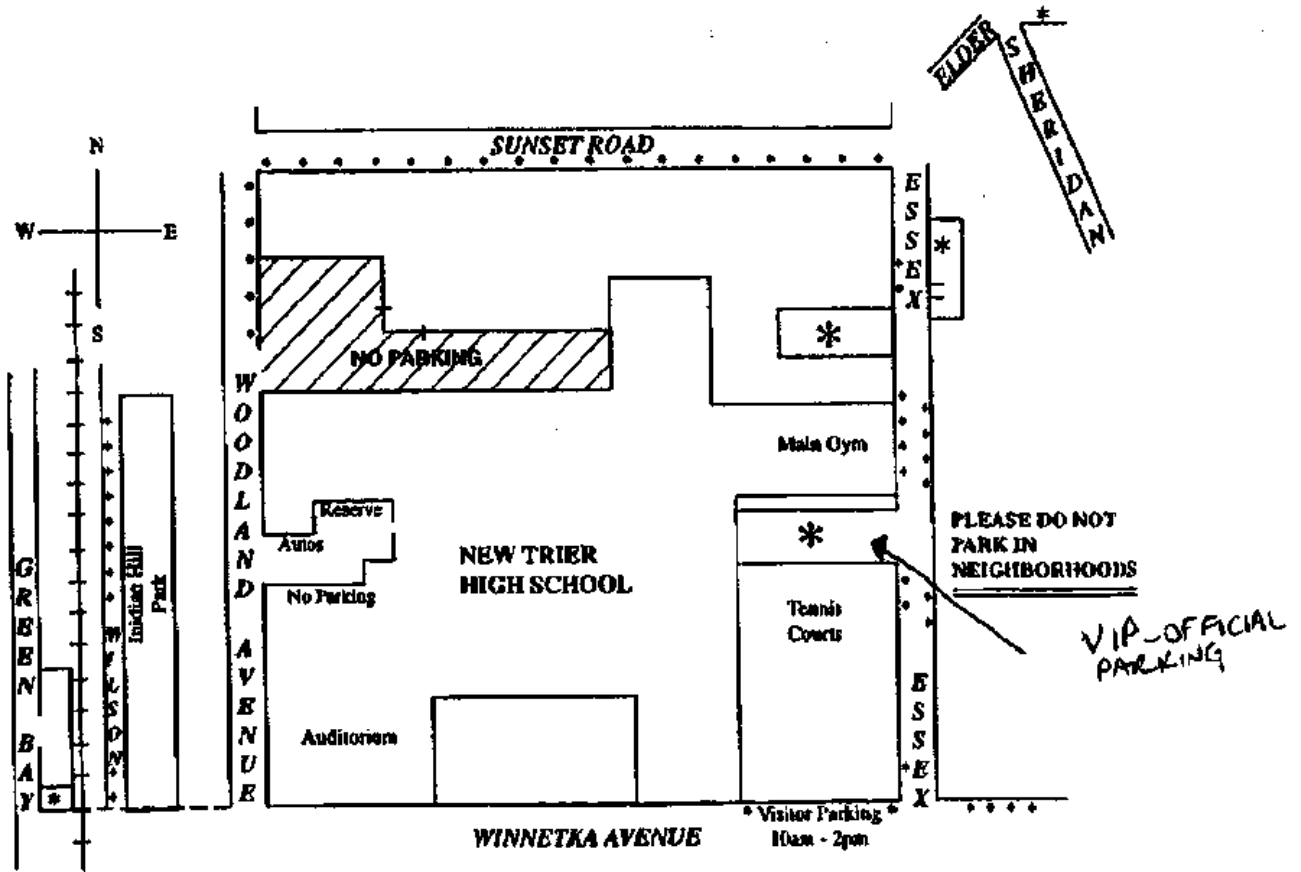 ELDER
*
SHERIDAN
SUNSET ROAD
N
W
E
S
ESSEX
*
*
NO PARKING
WOODLAND AVENUE
Main Gym
Reserve
Autos
*
PLEASE DO NOT
PARK IN
NEIGHBORHOODS
NEW TRIER
HIGH SCHOOL
No Parking
Tennis
Courts
VIP-OFFICIAL
PARKING
GREEN BAY
WILSON
Inidian Hill
Park
Auditorium
ESSEX
*
* Visitor Parking *
10am - 2pm
WINNETKA AVENUE